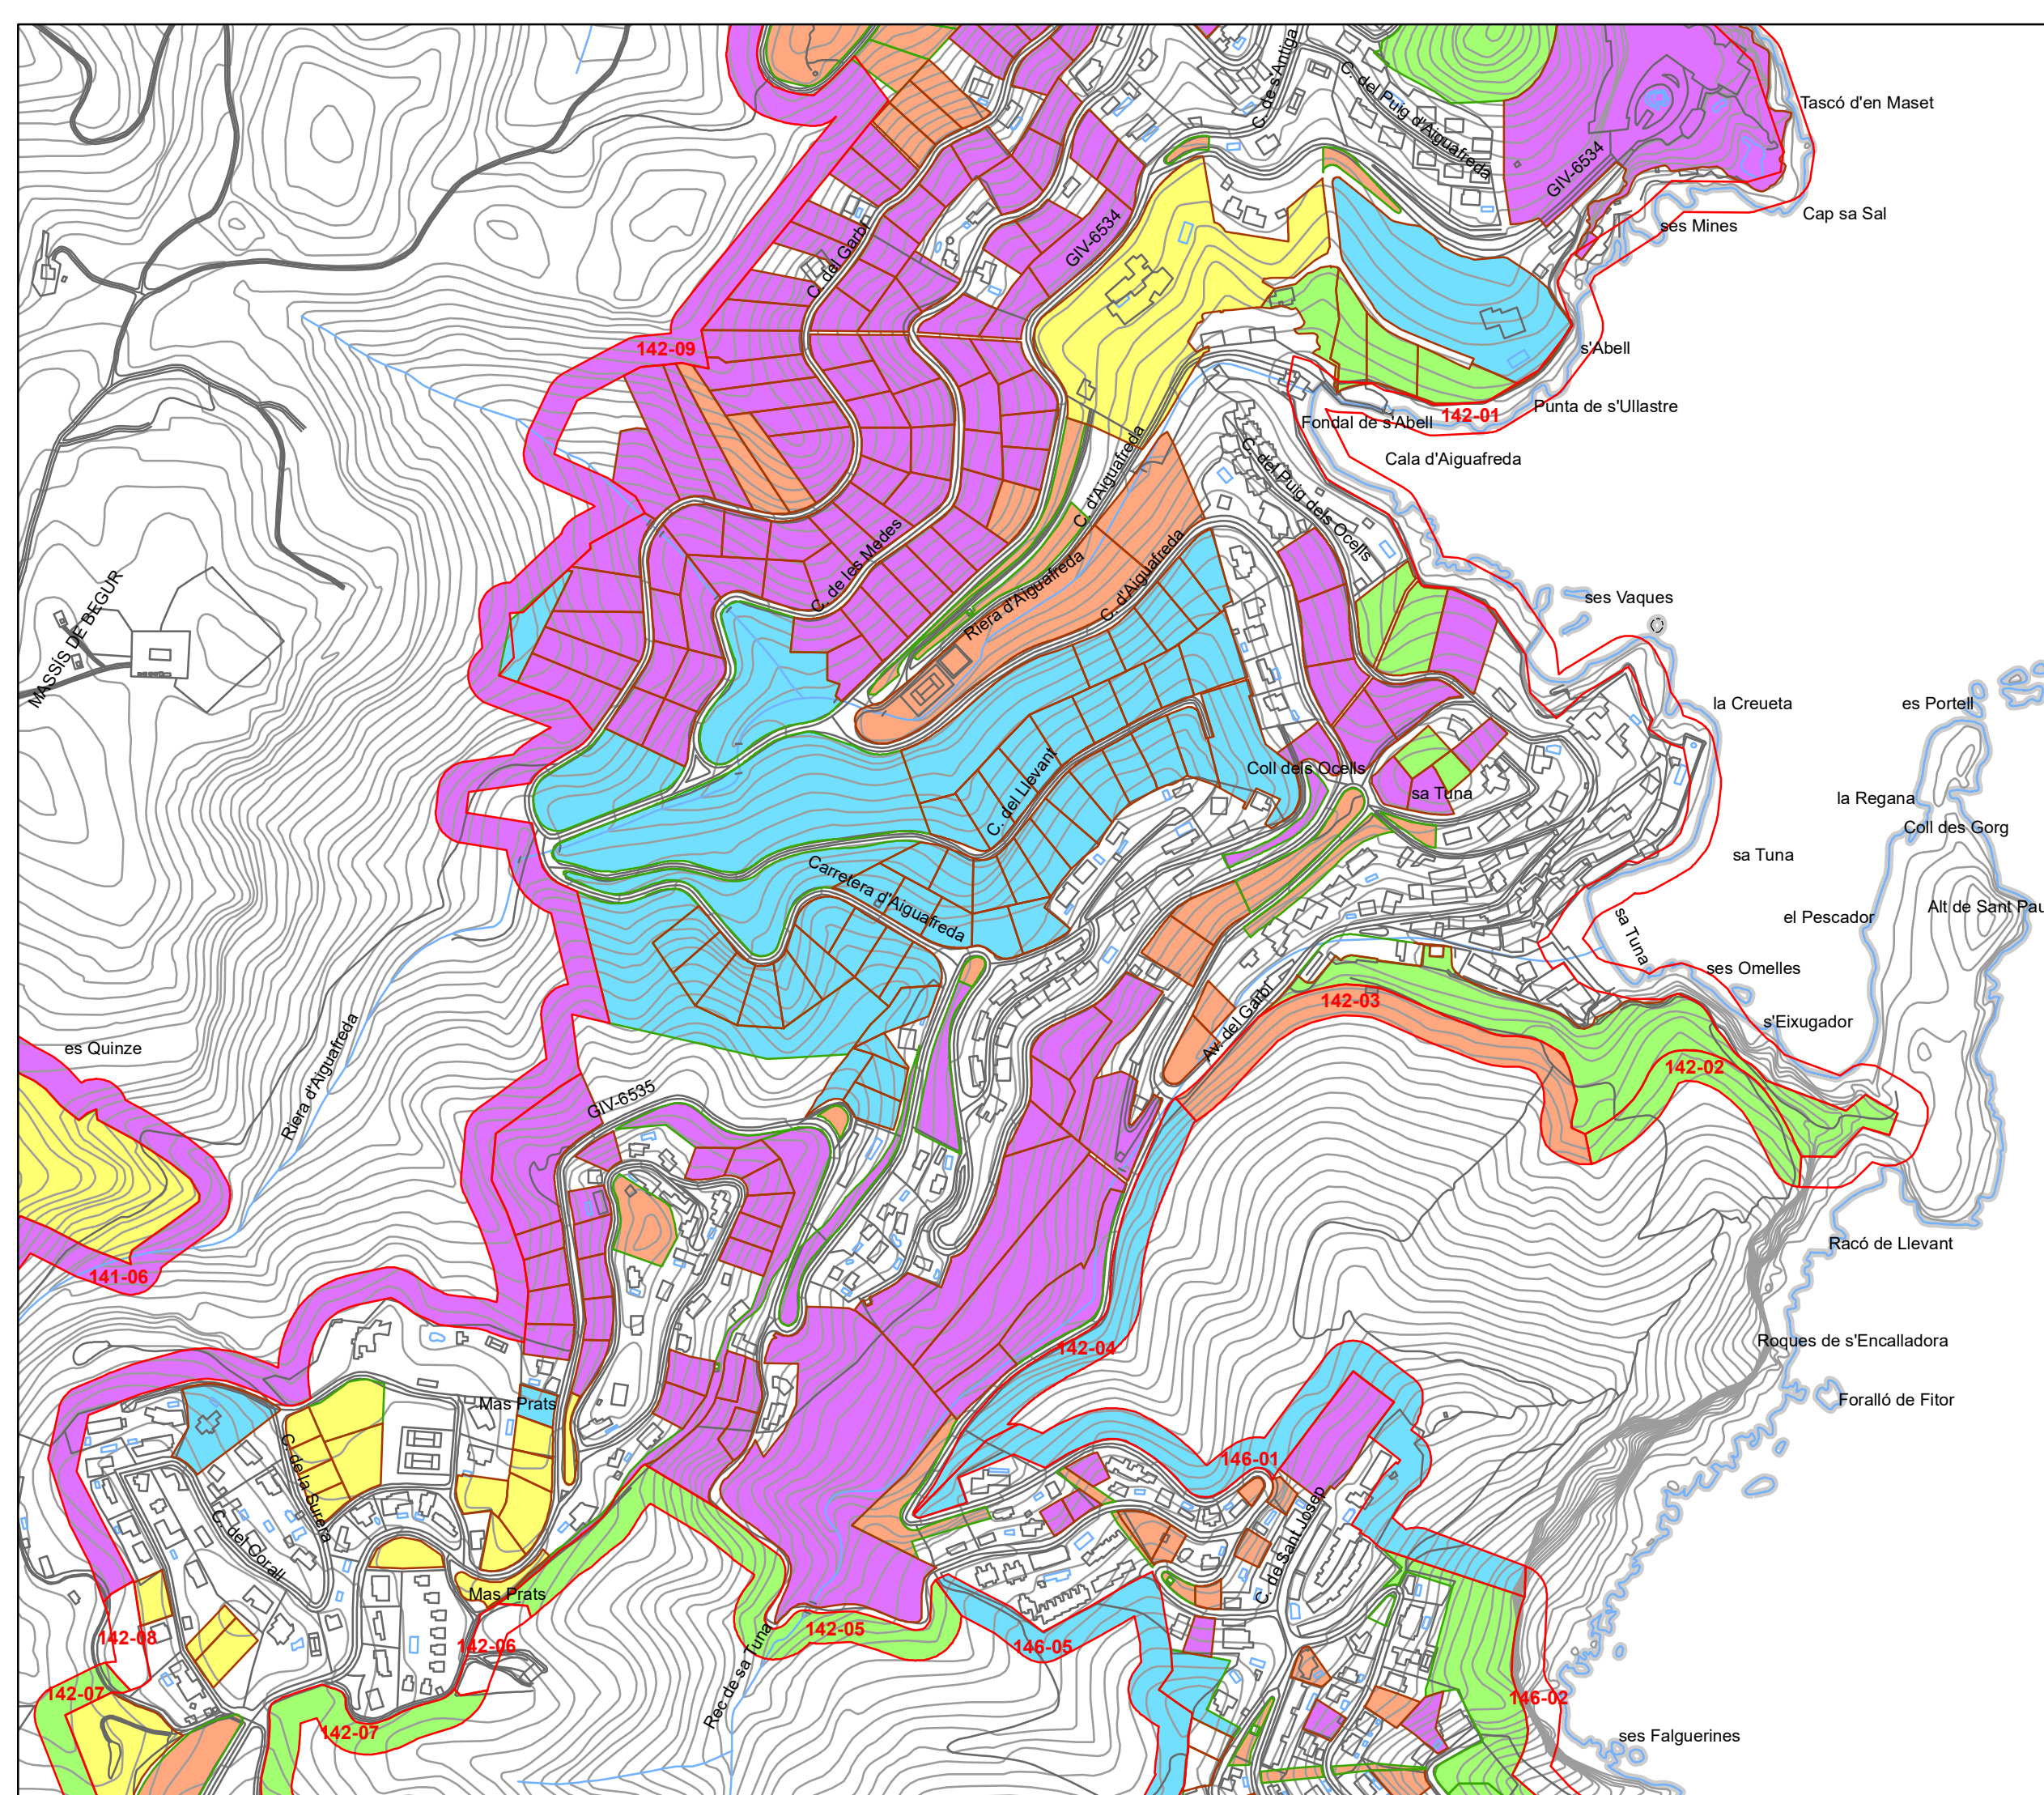 C. de s'Antiga
C. del Puig d'Aiguafreda
Tascó d'en Maset
GIV-6534
Cap sa Sal
ses Mines
C. del Garbí
GIV-6534
142-09
s'Abell
Punta de s'Ullastre
142-01
Fondal de s'Abell
Cala d'Aiguafreda
C. d'Aiguafreda
C. del Puig dels Ocells
C. de les Medes
Riera d'Aiguafreda
C. d'Aiguafreda
MASSÍS DE BEGUR
ses Vaques
la Creueta
es Portell
Coll dels Ocells
sa Tuna
C. del Llevant
la Regana
Coll des Gorg
sa Tuna
Carretera d'Aiguafreda
Alt de Sant Pau
el Pescador
sa Tuna
ses Omelles
142-03
Av. del Garbí
s'Eixugador
es Quinze
Riera d'Aiguafreda
142-02
GIV-6535
Racó de Llevant
141-06
142-04
Roques de s'Encalladora
Mas Prats
Foralló de Fitor
C. de la Surera
146-01
C. del Corall
C. de Sant Josep
Mas Prats
142-08
142-06
142-05
146-05
Rec de sa Tuna
142-07
146-02
142-07
ses Falguerines